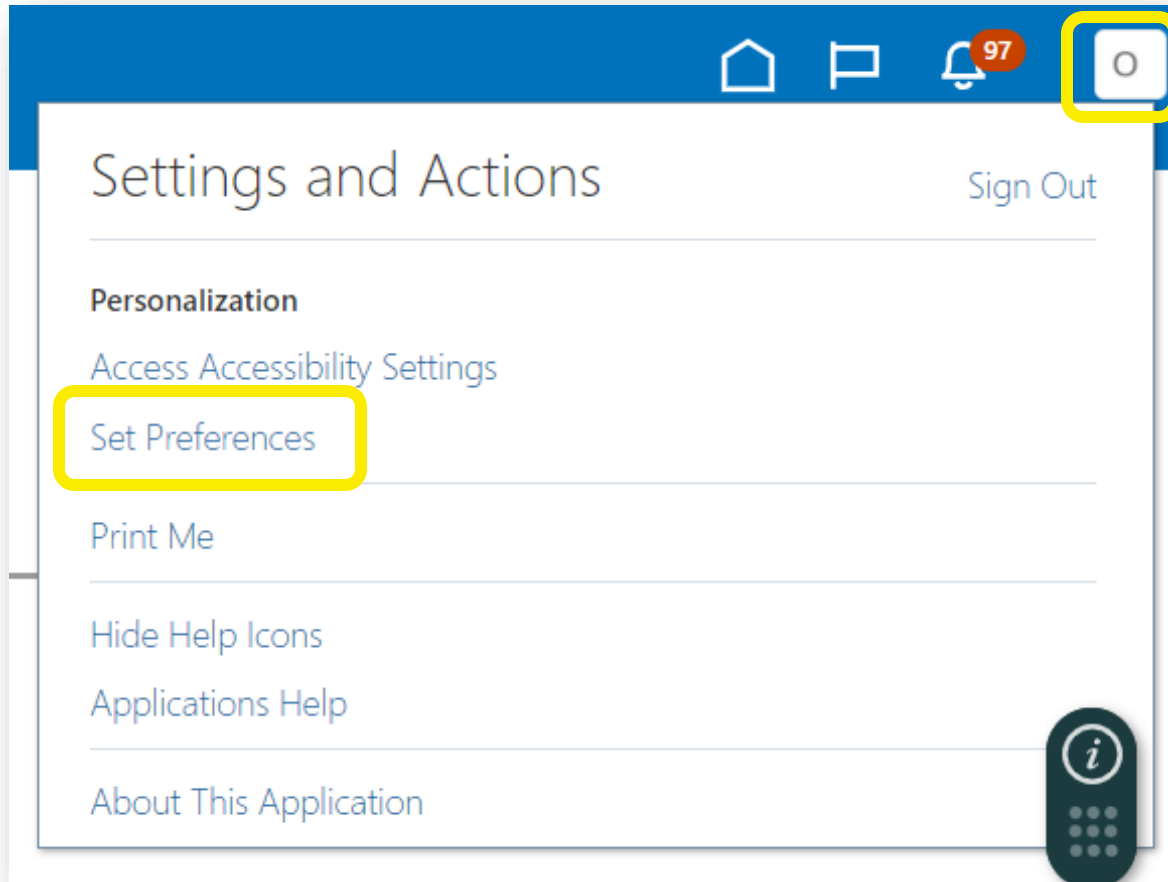 97
O
Settings and Actions
Sign Out
Personalization
Access Accessibility Settings
Set Preferences
Print Me
Hide Help Icons
Applications Help
i
About This Application